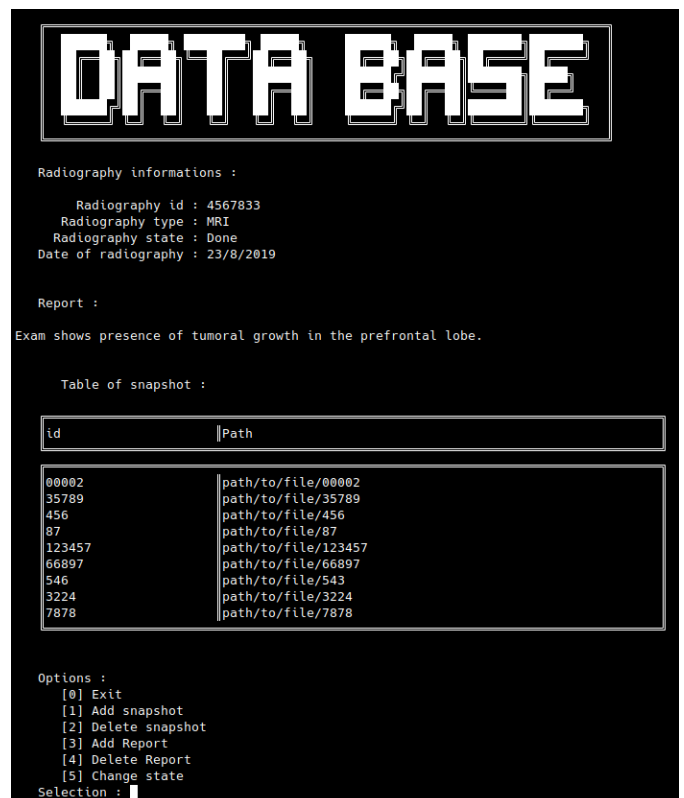 DATA BASE
Radiography informations :
Radiography id : 4567833
Radiography type : MRI
Radiography state : Done
Date of radiography : 23/8/2019
Report :
Exam shows presence of tumoral growth in the prefrontal lobe.
Table of snapshot :
id Path
00002 path/to/file/00002
35789 path/to/file/35789
456 path/to/file/456
87 path/to/file/87
123457 path/to/file/123457
66897 path/to/file/66897
546 path/to/file/543
3224 path/to/file/3224
7878 path/to/file/7878
Options :
[0] Exit
[1] Add snapshot
[2] Delete snapshot
[3] Add Report
[4] Delete Report
[5] Change state
Selection :